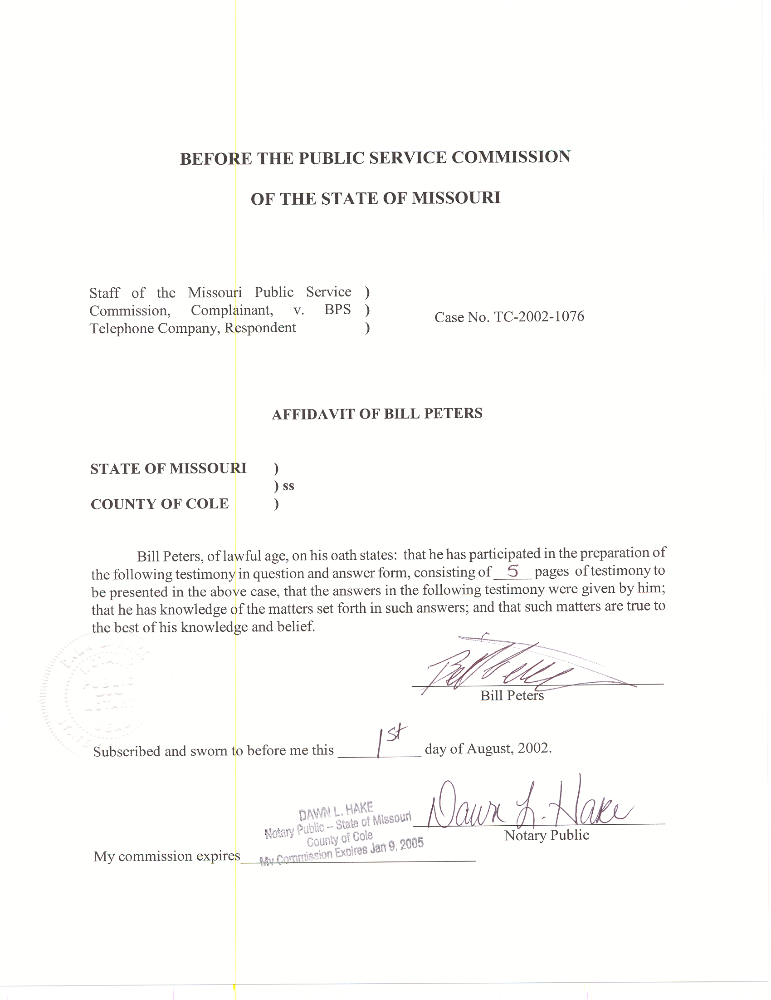 BEFORE THE PUBLIC SERVICE COMMISSION
OF THE STATE OF MISSOURI
Staff of the Missouri Public Service )
Commission, Complainant, v. BPS )
Telephone Company, Respondent )
Case No. TC-2002-1076
AFFIDAVIT OF BILL PETERS
STATE OF MISSOURI )
) ss
COUNTY OF COLE )
Bill Peters, of lawful age, on his oath states: that he has participated in the preparation of
the following testimony in question and answer form, consisting of 5 pages of testimony to
be presented in the above case, that the answers in the following testimony were given by him;
that he has knowledge of the matters set forth in such answers; and that such matters are true to
the best of his knowledge and belief.
Bill Peters
NOTARY
PUBLIC
NOTARY
SEAL
Subscribed and sworn to before me this 1st day of August, 2002.
Dawn L. Hake
Notary Public
DAWN L. HAKE
Notary Public – State of Missouri
County of Cole
My Commission Expires Jan 9, 2005
My commission expires